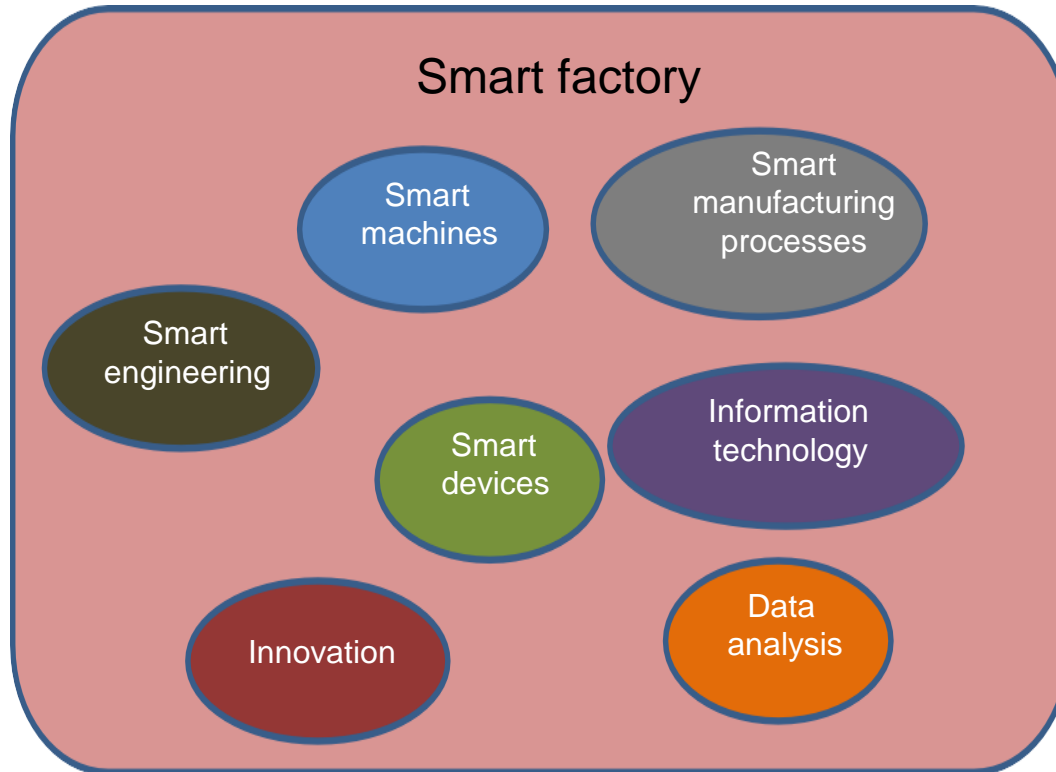 Smart factory
Smart
machines
Smart
manufacturing
processes
Smart
engineering
Smart
devices
Information
technology
Innovation
Data
analysis